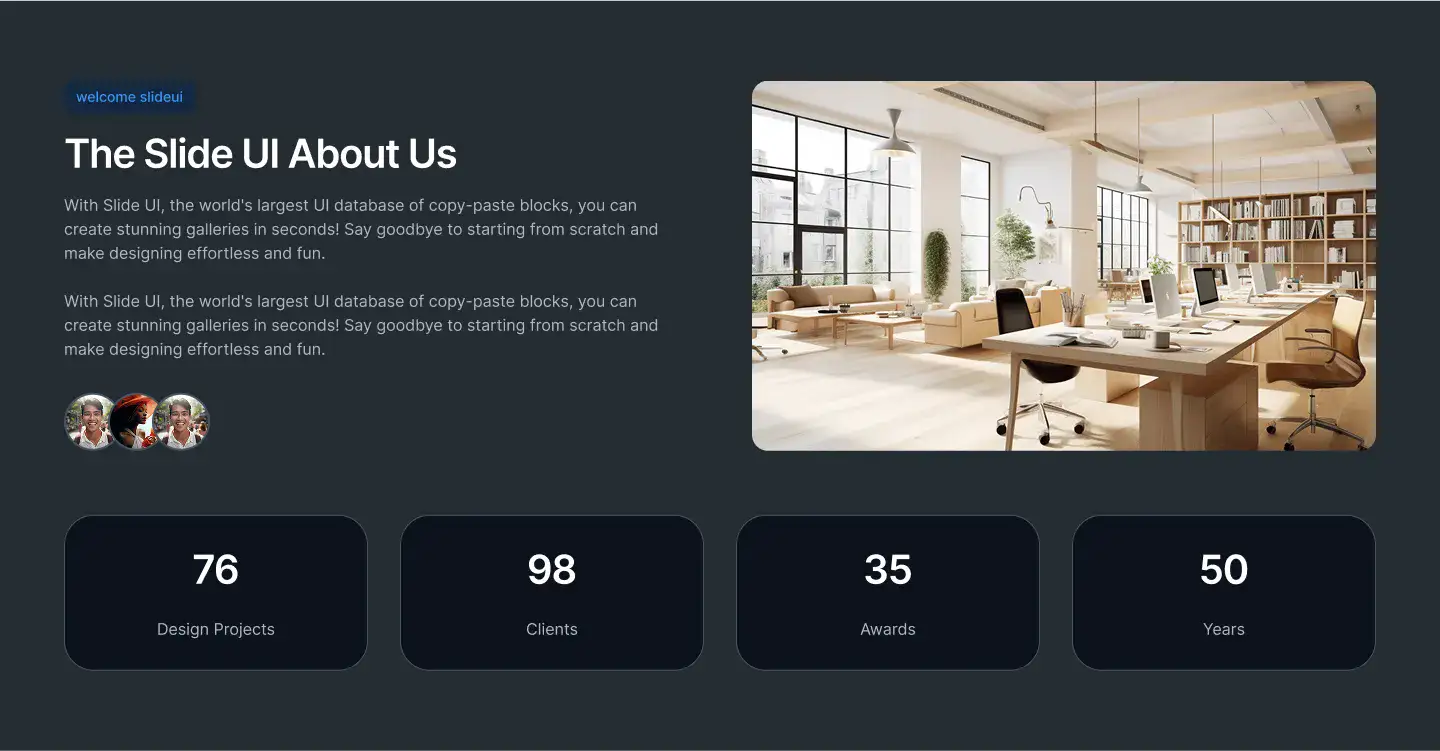 welcome slideui
The Slide UI About Us
With Slide UI, the world's largest UI database of copy-paste blocks, you can
create stunning galleries in seconds! Say goodbye to starting from scratch and
make designing effortless and fun.
With Slide UI, the world's largest UI database of copy-paste blocks, you can
create stunning galleries in seconds! Say goodbye to starting from scratch and
make designing effortless and fun.
76
Design Projects
98
Clients
35
Awards
50
Years